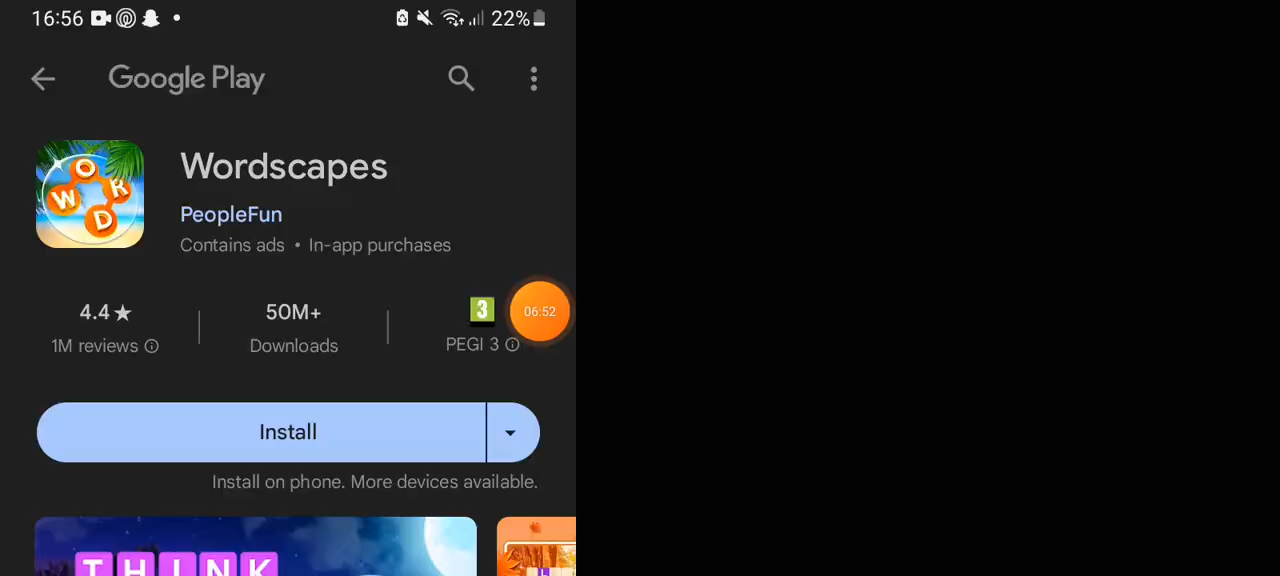 16:56 22%
Google Play
WORD
Wordscapes
PeopleFun
Contains ads • In-app purchases
4.4★ 50M+ 3 06:52
1M reviews Downloads PEGI 3
Install
Install on phone. More devices available.
THINK